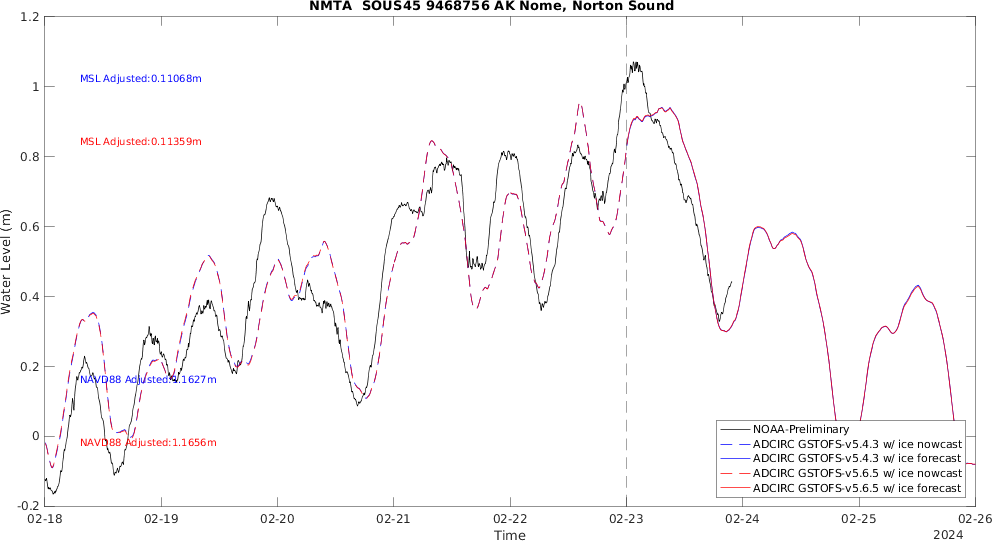 NMTA SOUS45 9468756 AK Nome, Norton Sound
1.2
1
0.8
0.6
0.4
0.2
0
-0.2
Water Level (m)
MSL Adjusted:0.11068m
MSL Adjusted:0.11359m
NAVD88 Adjusted:1.1627m
NAVD88 Adjusted:1.1656m
NOAA-Preliminary
ADCIRC GSTOFS-v5.4.3 w/ ice nowcast
ADCIRC GSTOFS-v5.4.3 w/ ice forecast
ADCIRC GSTOFS-v5.6.5 w/ ice nowcast
ADCIRC GSTOFS-v5.6.5 w/ ice forecast
02-18 02-19 02-20 02-21 02-22 02-23 02-24 02-25 02-26
Time
2024